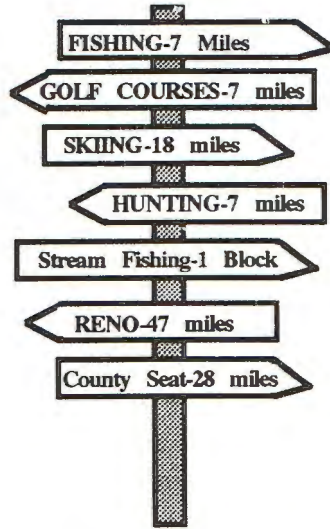 FISHING-7 Miles
GOLF COURSES-7 miles
SKIING-18 miles
HUNTING-7 miles
Stream Fishing-1 Block
RENO-47 miles
County Seat-28 miles